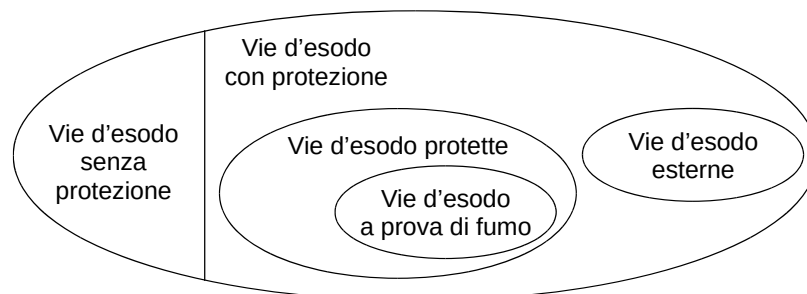 Vie d’esodo
con protezione
Vie d’esodo
senza
protezione
Vie d’esodo protette
Vie d’esodo
a prova di fumo
Vie d’esodo
esterne